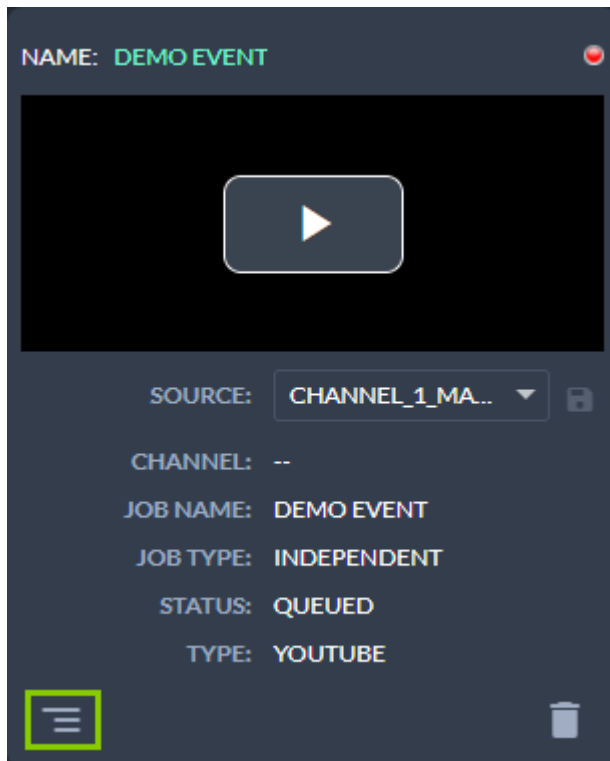 NAME: DEMO EVENT
SOURCE: CHANNEL_1_MA...
CHANNEL: --
JOB NAME: DEMO EVENT
JOB TYPE: INDEPENDENT
STATUS: QUEUED
TYPE: YOUTUBE